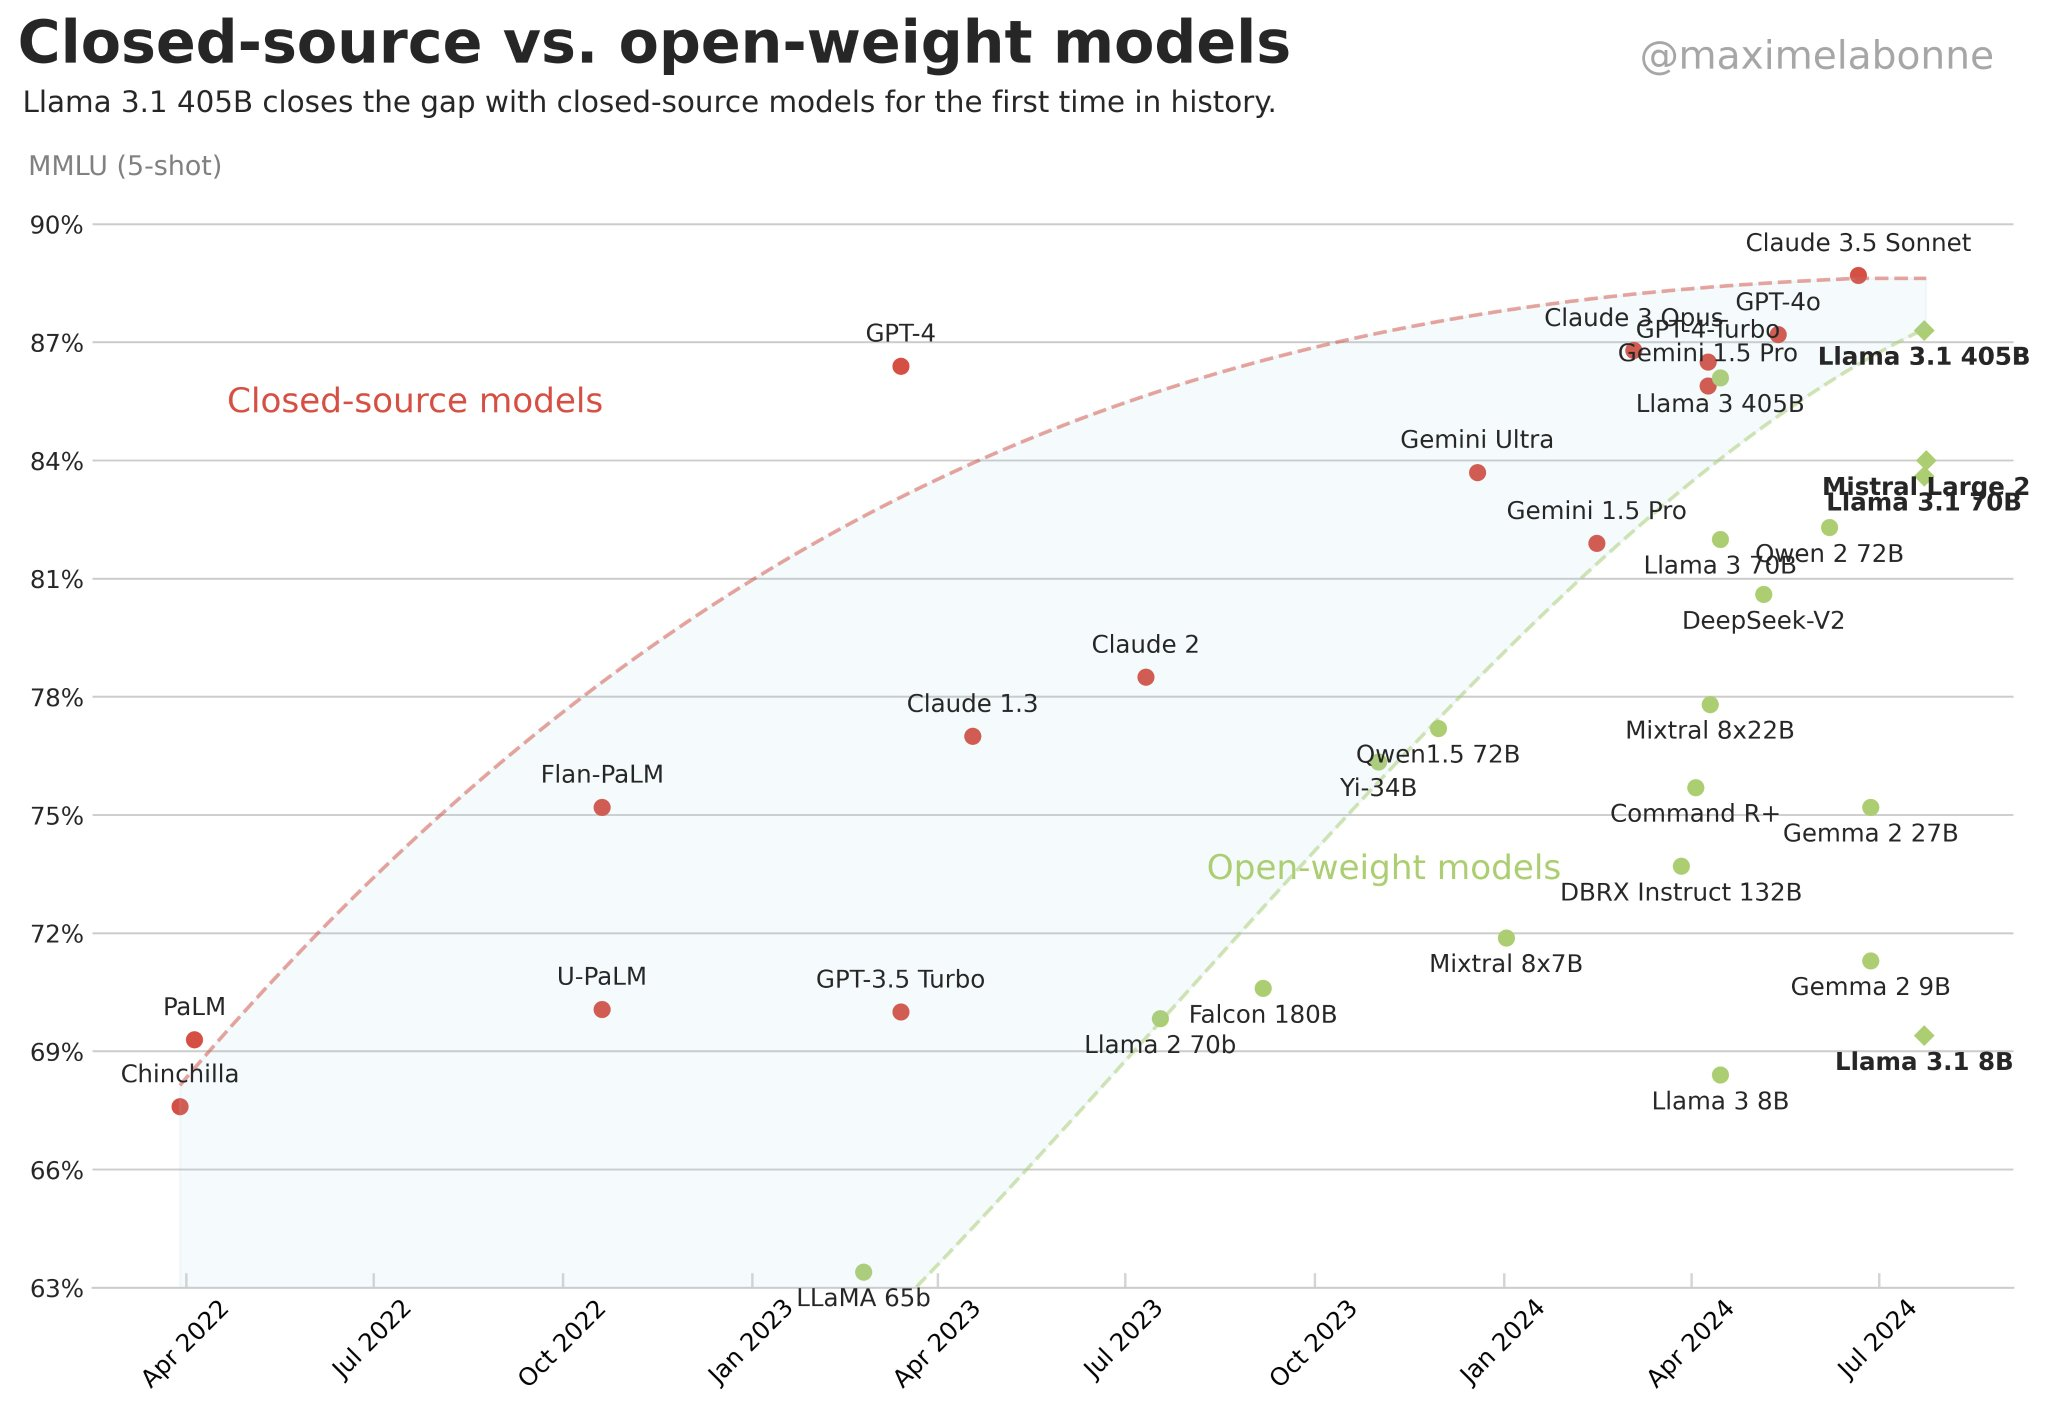 Closed-source vs. open-weight models
@maximelabonne
Llama 3.1 405B closes the gap with closed-source models for the first time in history.
MMLU (5-shot)
90%
Claude 3.5 Sonnet
GPT-4o
Claude 3 Opus
GPT-4
GPT-4-Turbo
87%
Gemini 1.5 Pro
Llama 3.1 405B
Closed-source models
Llama 3 405B
Gemini Ultra
84%
Mistral Large 2
Llama 3.1 70B
Gemini 1.5 Pro
Qwen 2 72B
Llama 3 70B
81%
DeepSeek-V2
Claude 2
Claude 1.3
78%
Mixtral 8x22B
Qwen1.5 72B
Flan-PaLM
Yi-34B
75%
Command R+
Gemma 2 27B
Open-weight models
DBRX Instruct 132B
72%
Mixtral 8x7B
U-PaLM
GPT-3.5 Turbo
Gemma 2 9B
PaLM
Falcon 180B
Llama 2 70b
69%
Llama 3.1 8B
Chinchilla
Llama 3 8B
66%
63%
LLaMA 65b
Apr 2022
Jul 2022
Oct 2022
Jan 2023
Apr 2023
Jul 2023
Oct 2023
Jan 2024
Apr 2024
Jul 2024